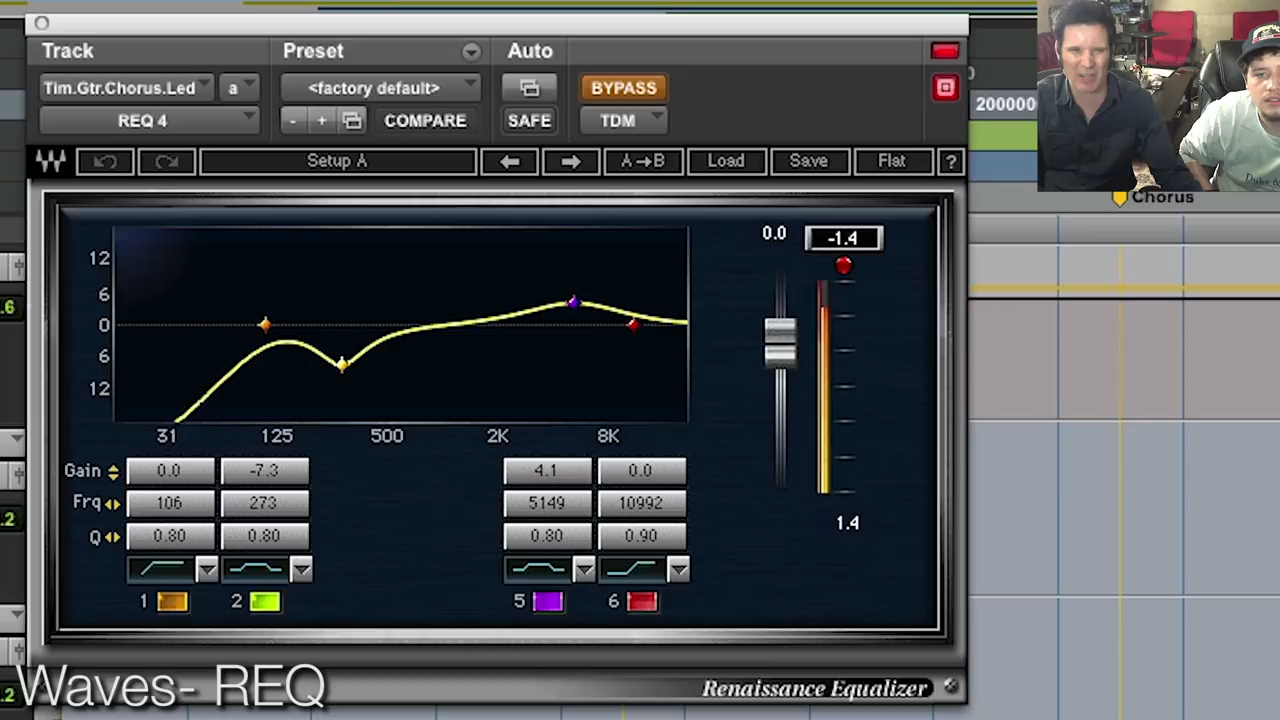 Track Preset Auto
Tim.Gtr.Chorus.Led a <factory default> BYPASS
REQ 4 - + COMPARE SAFE TDM
200000
Setup A A→B Load Save Flat ?
Chorus
0.0 -1.4
12
6
0
6
12
31 125 500 2K 8K
.6
.2
.2
Gain 0.0 -7.3 4.1 0.0
Frq 106 273 5149 10992
Q 0.80 0.80 0.80 0.90
1.4
1 2 5 6
Waves- REQ
Renaissance Equalizer